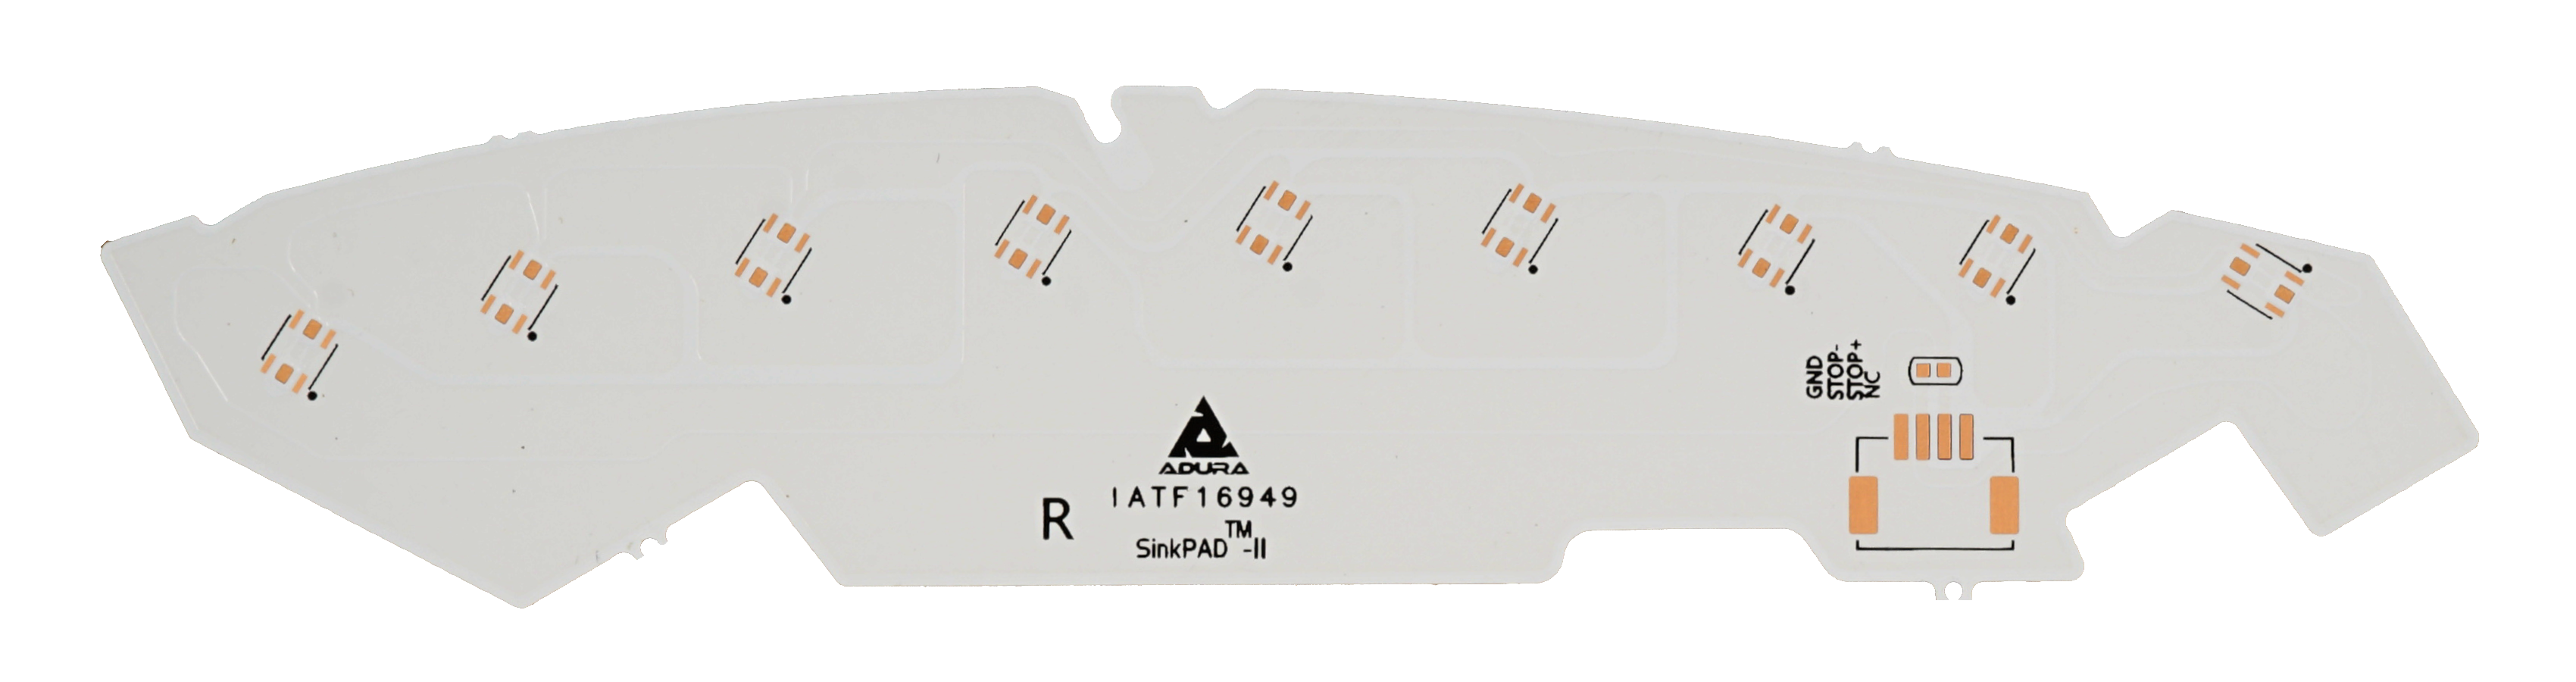 GND
STOP-
STOP+
NC
ADURA
R
IATF16949
SinkPAD™-II